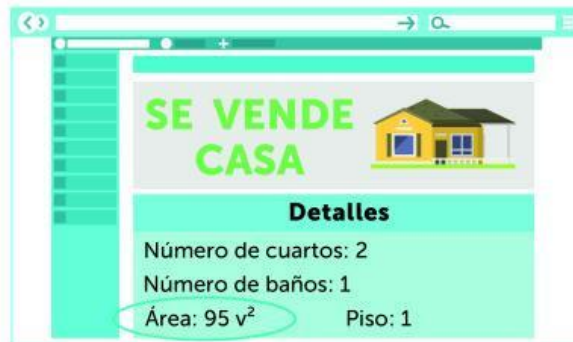 SE VENDE
CASA
Detalles
Número de cuartos: 2
Número de baños: 1
Área: 95 v² Piso: 1